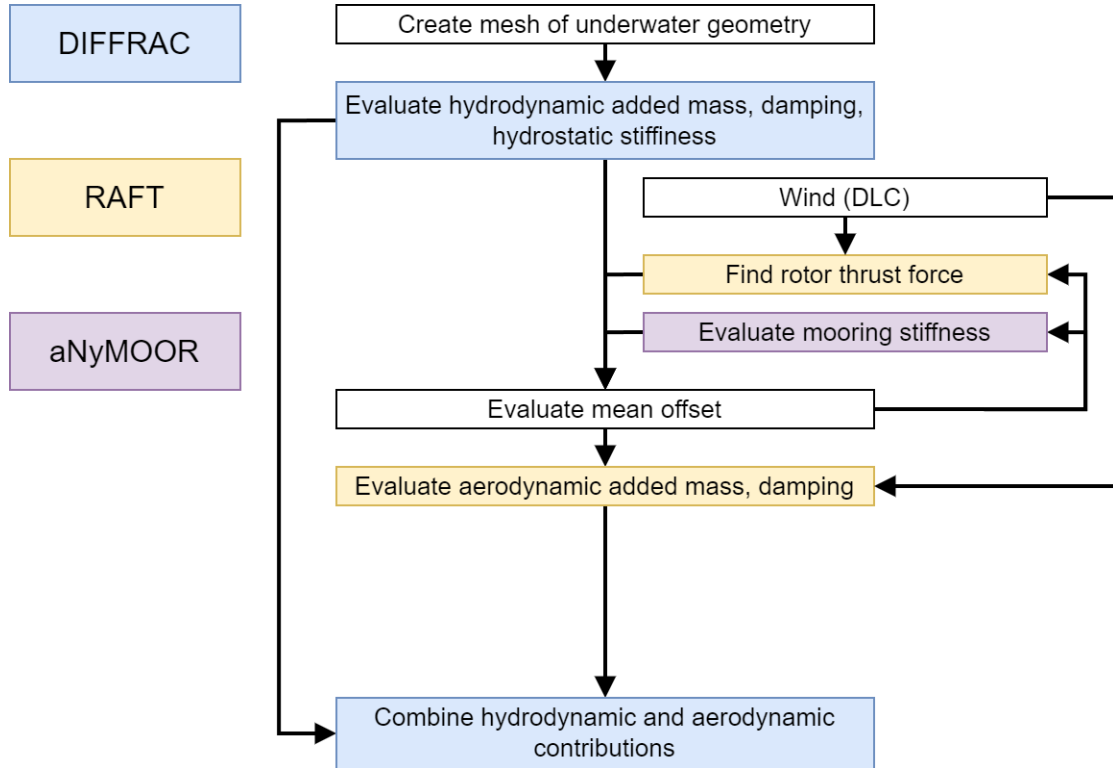 DIFFRAC
RAFT
aNyMOOR
Create mesh of underwater geometry
Evaluate hydrodynamic added mass, damping,
hydrostatic stiffness
Wind (DLC)
Find rotor thrust force
Evaluate mooring stiffness
Evaluate mean offset
Evaluate aerodynamic added mass, damping
Combine hydrodynamic and aerodynamic
contributions